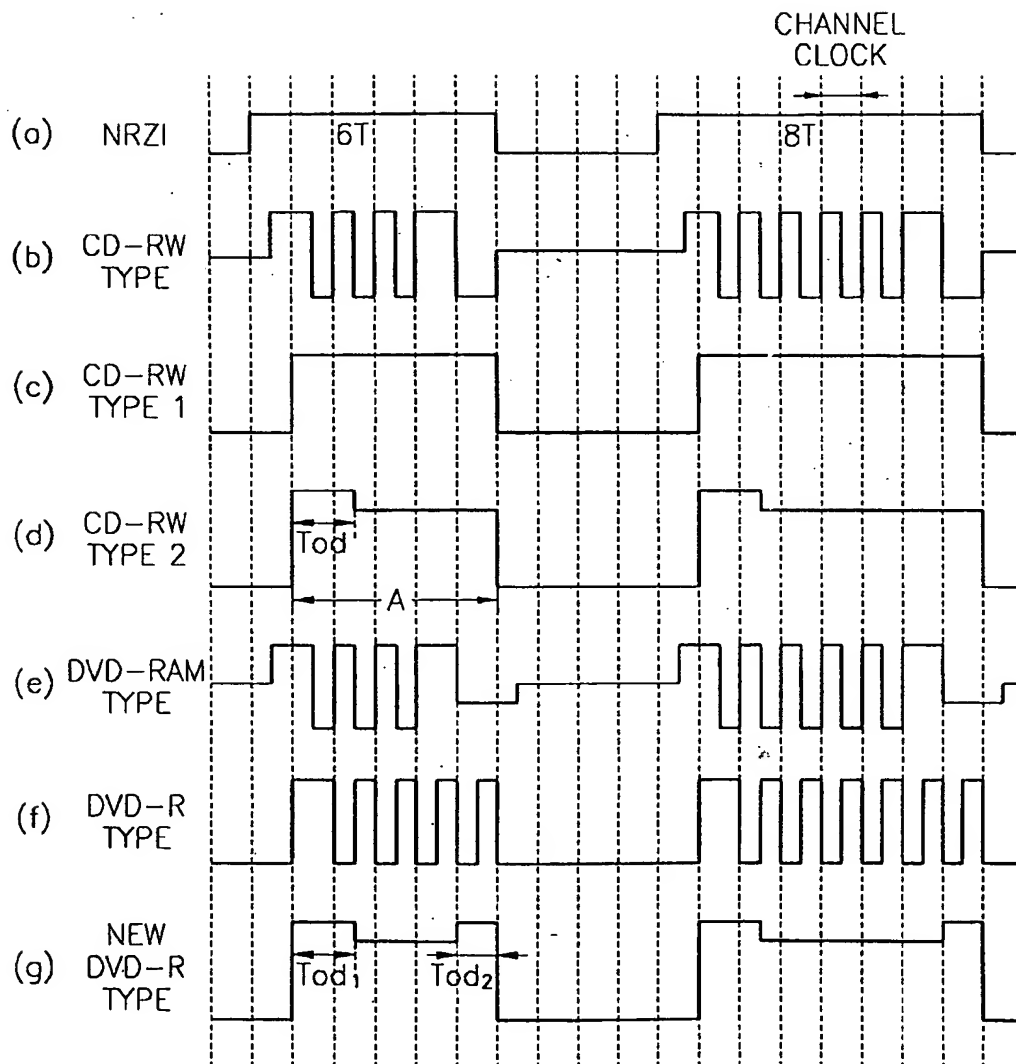 CHANNEL
CLOCK
(a) NRZI
6T
8T
(b) CD-RW
TYPE
(c) CD-RW
TYPE 1
(d) CD-RW
TYPE 2
Tod'
A
(e) DVD-RAM
TYPE
(f) DVD-R
TYPE
(g) NEW
DVD-R
TYPE
Tod1
Tod2